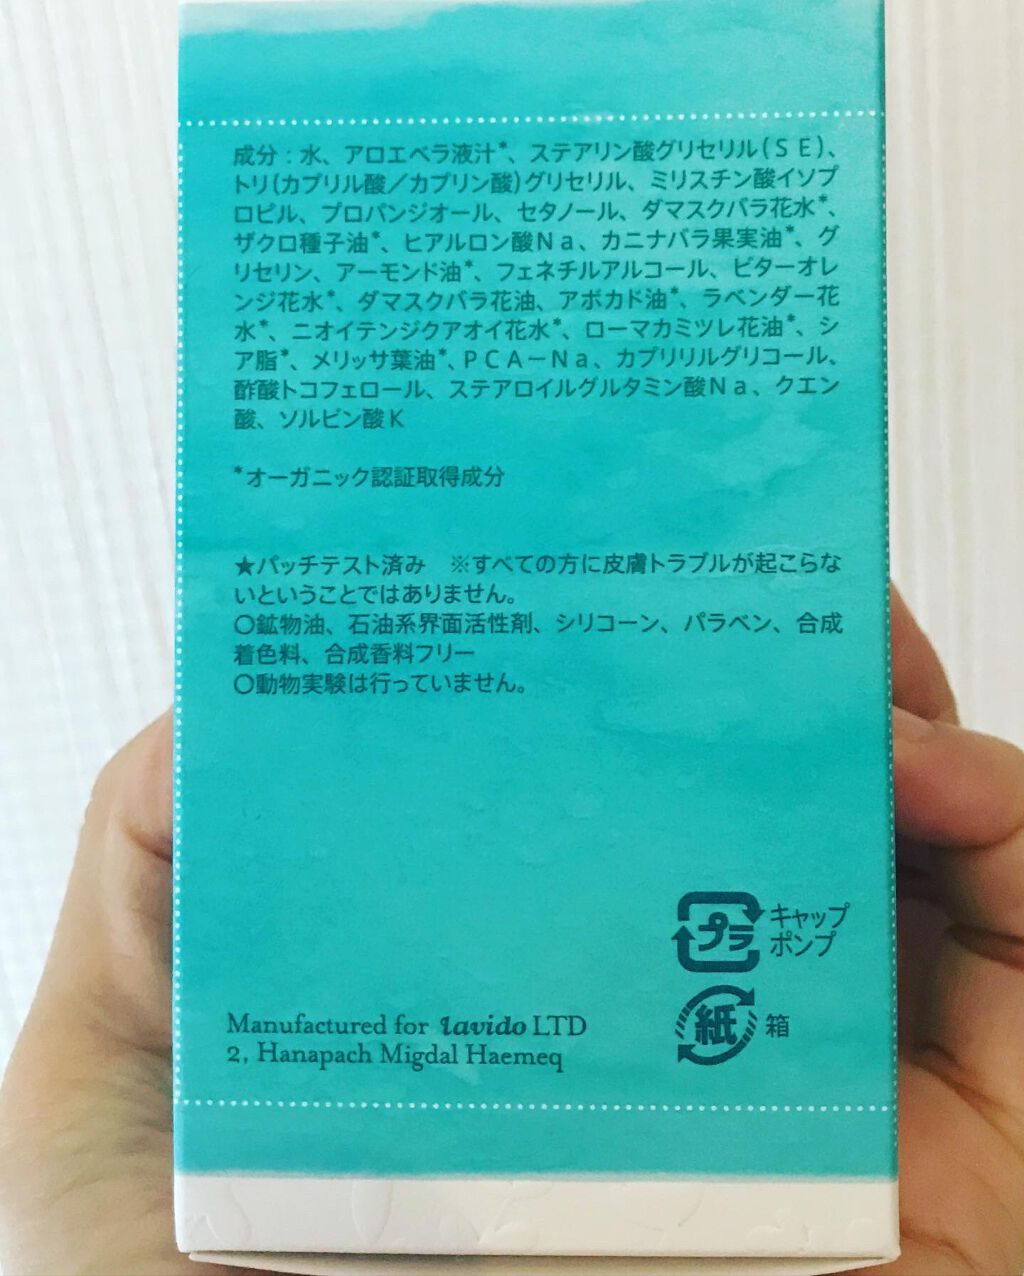 成分：水、アロエベラ液汁*、ステアリン酸グリセリル(ＳＥ)、
トリ(カプリル酸／カプリン酸)グリセリル、ミリスチン酸イソプ
ロピル、プロパンジオール、セタノール、ダマスクバラ花水*、
ザクロ種子油*、ヒアルロン酸Ｎａ、カニナバラ果実油*、グ
リセリン、アーモンド油*、フェネチルアルコール、ビターオレ
ンジ花水*、ダマスクバラ花油、アボカド油*、ラベンダー花
水*、ニオイテンジクアオイ花水*、ローマカミツレ花油*、シ
ア脂*、メリッサ葉油*、ＰＣＡ－Ｎａ、カプリリルグリコール、
酢酸トコフェロール、ステアロイルグルタミン酸Ｎａ、クエン
酸、ソルビン酸Ｋ
*オーガニック認証取得成分
★パッチテスト済み　※すべての方に皮膚トラブルが起こらな
いということではありません。
○鉱物油、石油系界面活性剤、シリコーン、パラベン、合成
着色料、合成香料フリー
○動物実験は行っていません。
プラ キャップ
ポンプ
紙 箱
Manufactured for lavido LTD
2, Hanapach Migdal Haemeq